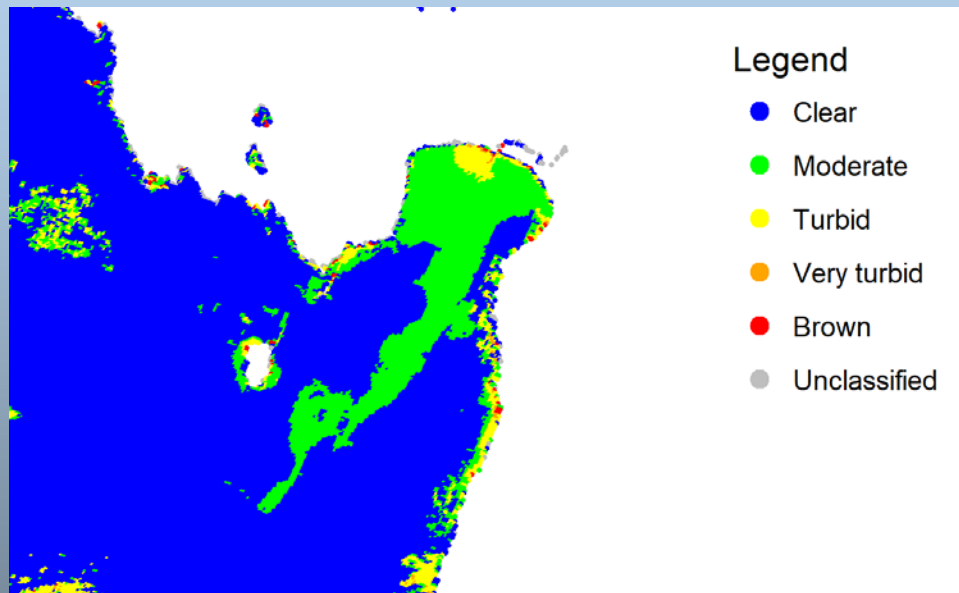 Legend
Clear
Moderate
Turbid
Very turbid
Brown
Unclassified